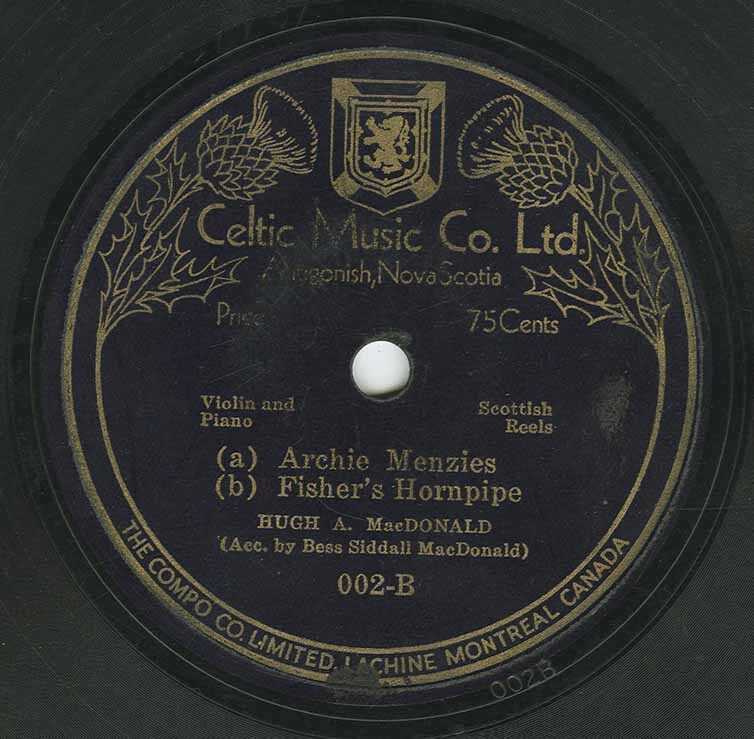 Celtic Music Co. Ltd.
Antigonish, Nova Scotia
Price 75 Cents
Violin and
Piano
Scottish
Reels
(a) Archie Menzies
(b) Fisher's Hornpipe
HUGH A. MacDONALD
(Acc. by Bess Siddall MacDonald)
002-B
THE COMPO CO. LIMITED, LACHINE MONTREAL CANADA
002B